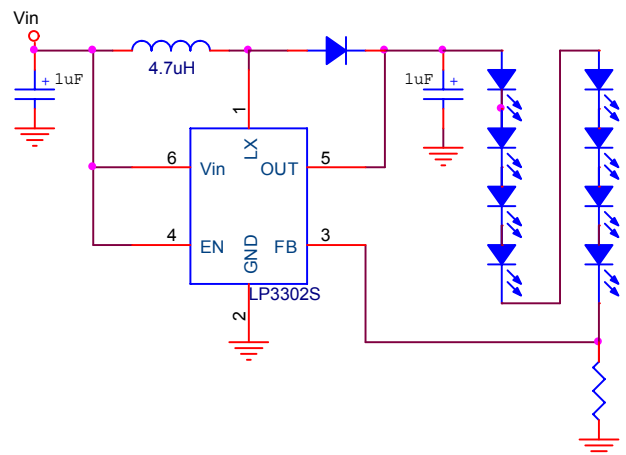 Vin
1uF
+
4.7uH
1uF
+
1
LX
6
Vin
OUT
5
4
EN
GND
FB
3
LP3302S
2